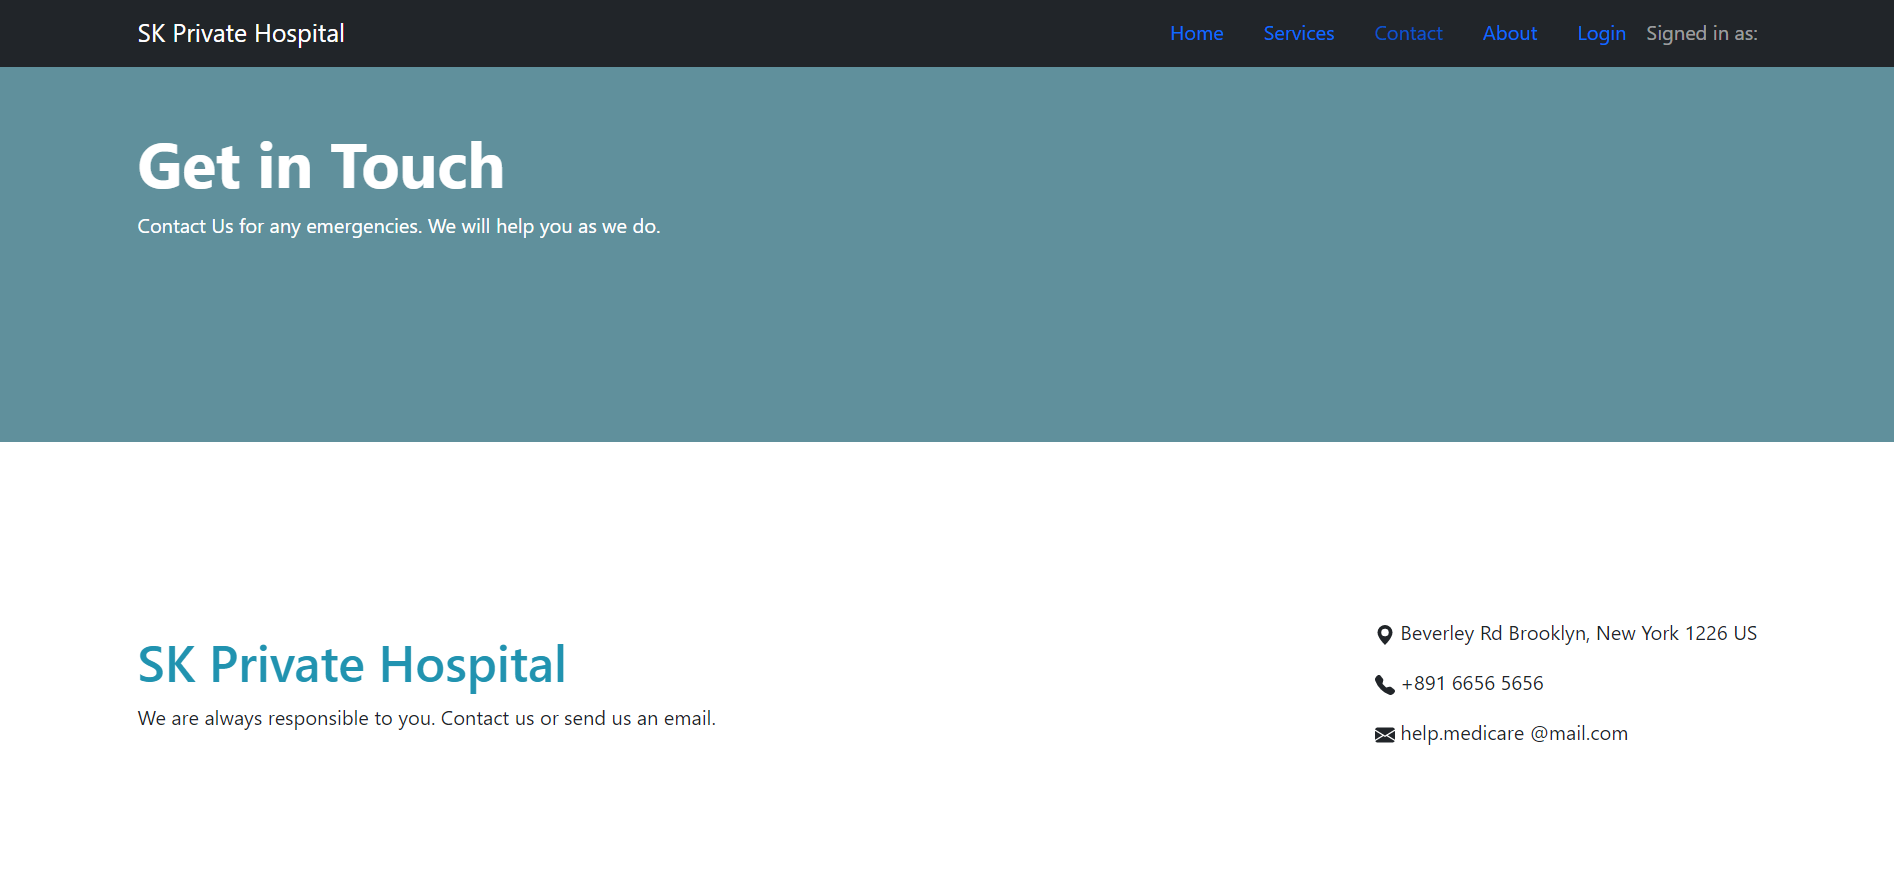 SK Private Hospital
Home Services Contact About Login Signed in as:
Get in Touch
Contact Us for any emergencies. We will help you as we do.
SK Private Hospital
We are always responsible to you. Contact us or send us an email.
Beverley Rd Brooklyn, New York 1226 US
+891 6656 5656
help.medicare @mail.com